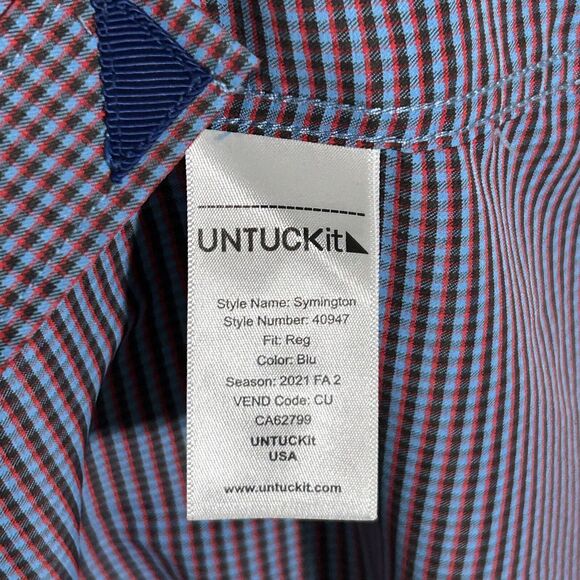 UNTUCKit
Style Name: Symington
Style Number: 40947
Fit: Reg
Color: Blu
Season: 2021 FA 2
VEND Code: CU
CA62799
UNTUCKit
USA
www.untuckit.com